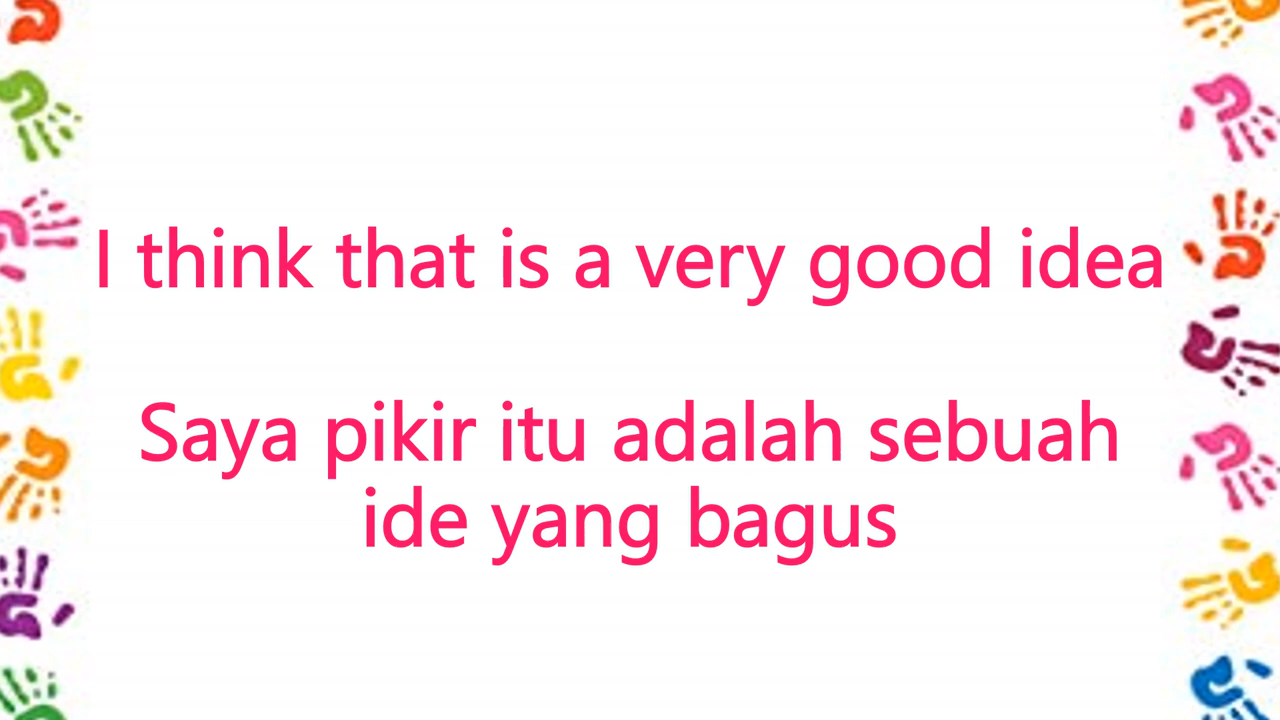 I think that is a very good idea
Saya pikir itu adalah sebuah
ide yang bagus